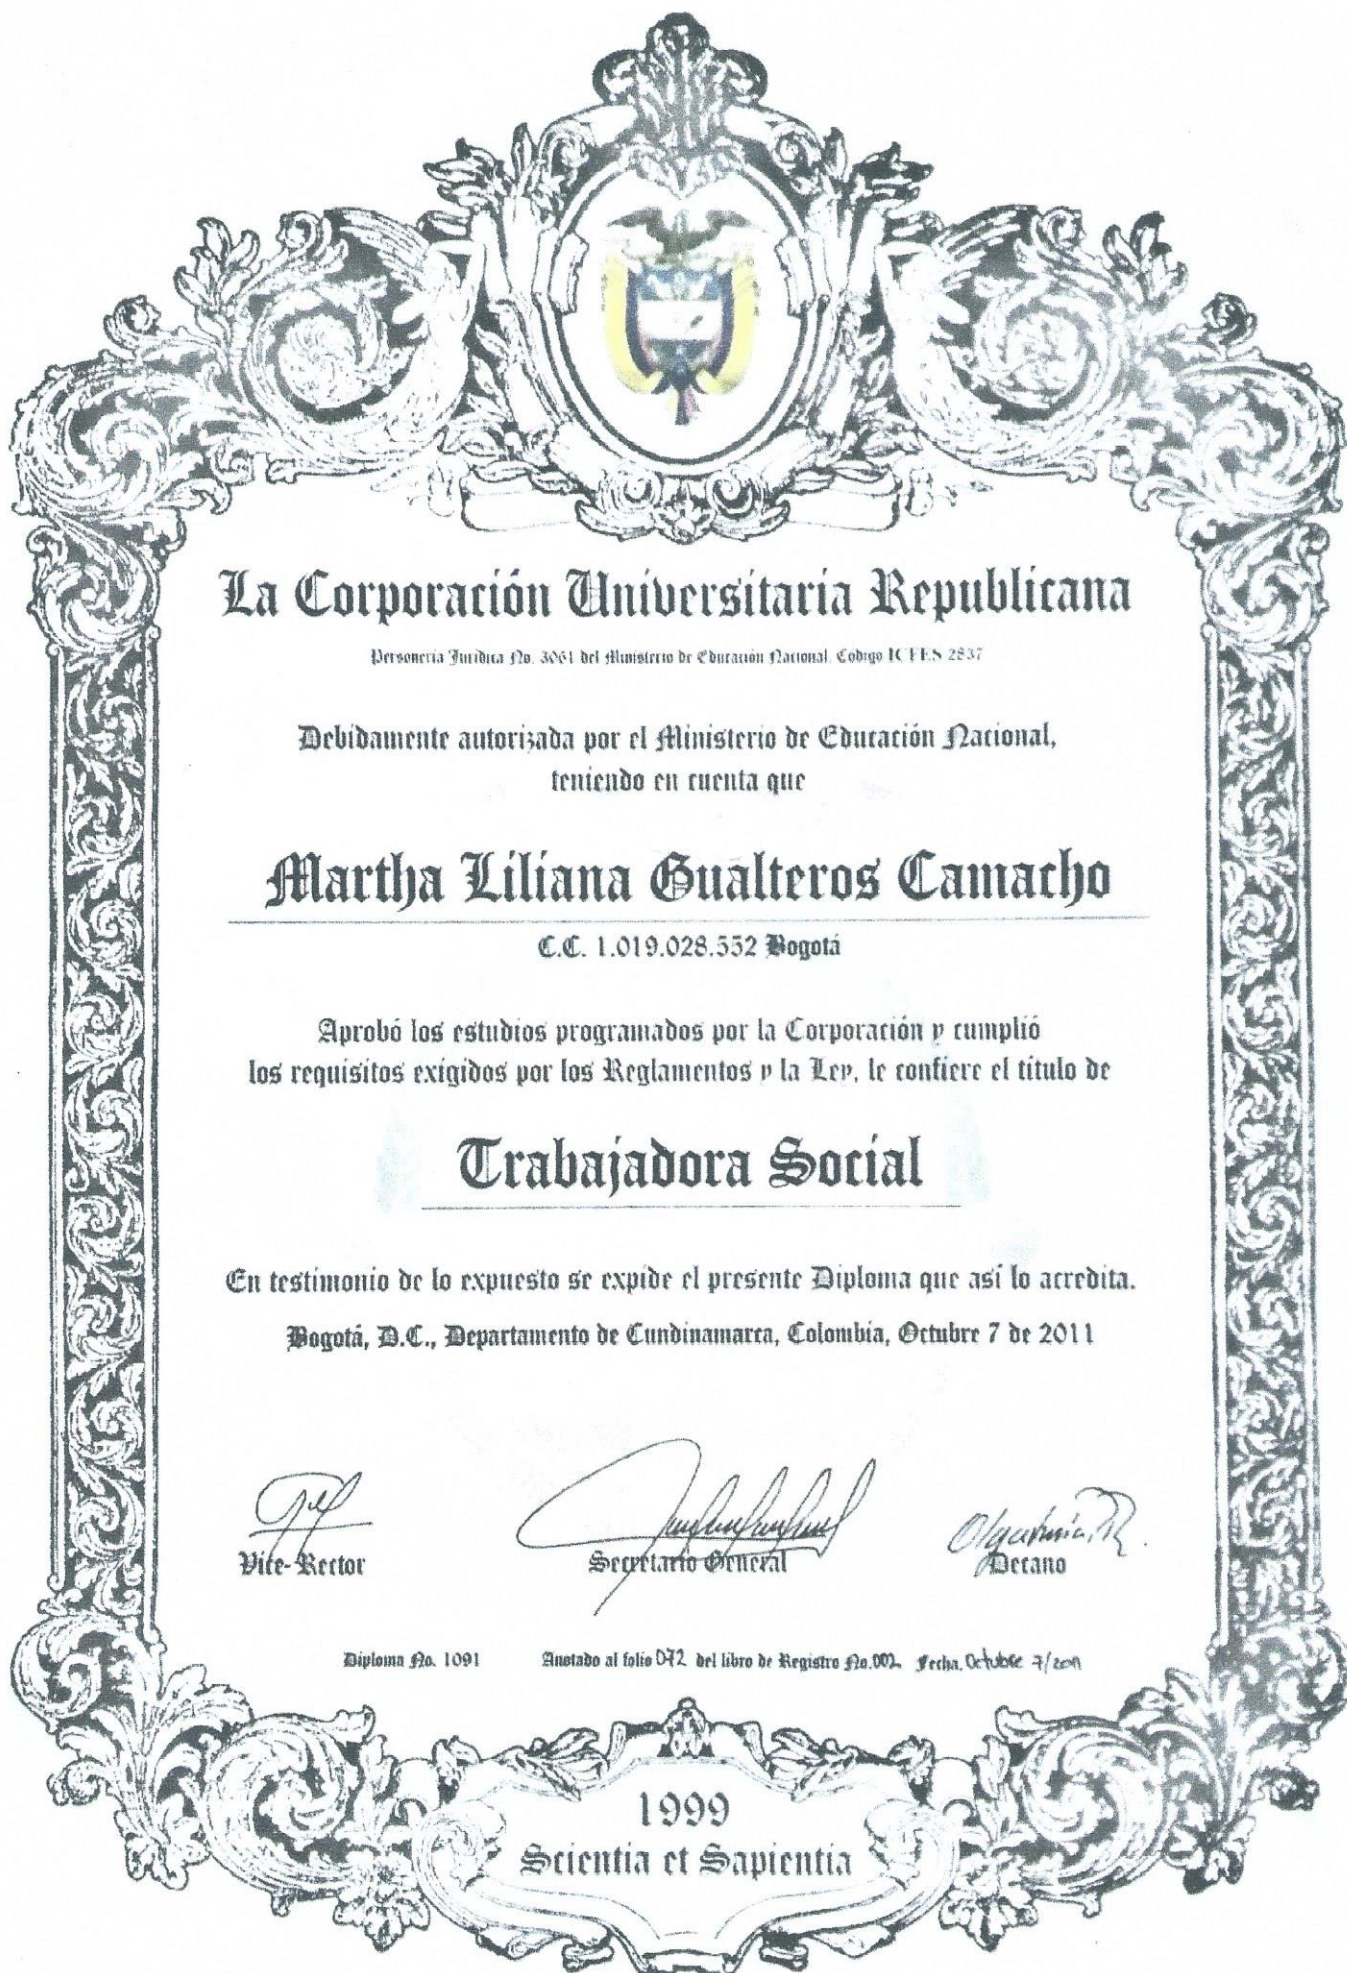 La Corporación Universitaria Republicana
Personería Jurídica No. 3061 del Ministerio de Educación Nacional. Código ICFES 2837
Debidamente autorizada por el Ministerio de Educación Nacional,
teniendo en cuenta que
Martha Liliana Gualteros Camacho
C.C. 1.019.028.552 Bogotá
Aprobó los estudios programados por la Corporación y cumplió
los requisitos exigidos por los Reglamentos y la Ley, le confiere el título de
Trabajadora Social
En testimonio de lo expuesto se expide el presente Diploma que así lo acredita.
Bogotá, D.C., Departamento de Cundinamarca, Colombia, Octubre 7 de 2011
Vice-Rector Secretario General Decano
Diploma No. 1091 Anotado al folio 072 del libro de Registro No. 002 Fecha, Octubre 7/2011
1999
Scientia et Sapientia